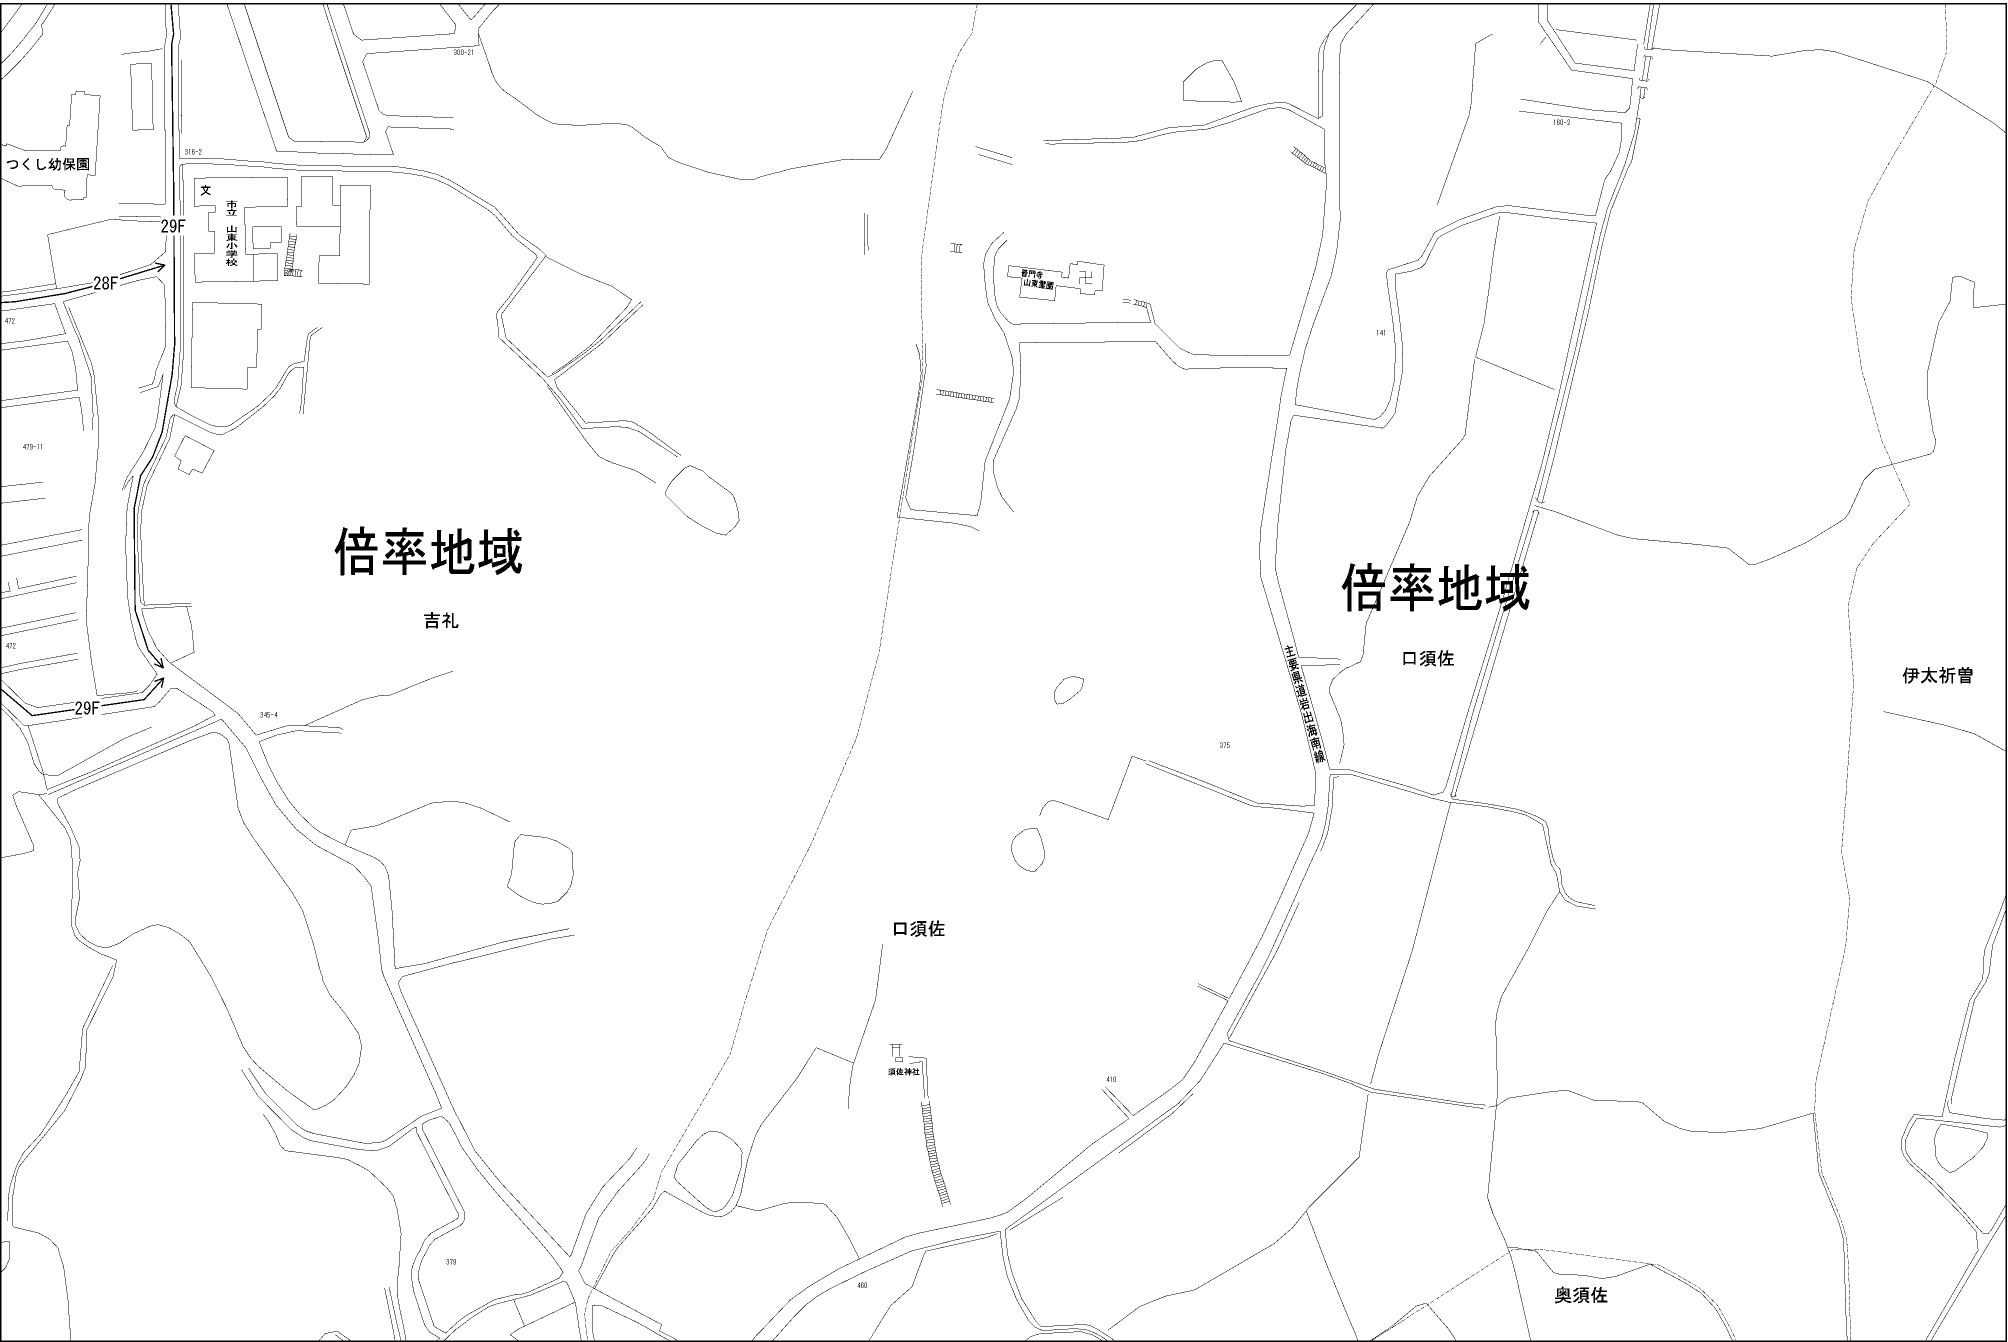 300-21
160-2
316-2
つくし幼保園
文
市立 山東小学校
29F
28F
普門寺
山東霊園
472
141
479-11
倍率地域
倍率地域
吉礼
472
口須佐
伊太祈曽
主要県道岩出海南線
29F
345-4
375
口須佐
須佐神社
410
379
460
奥須佐